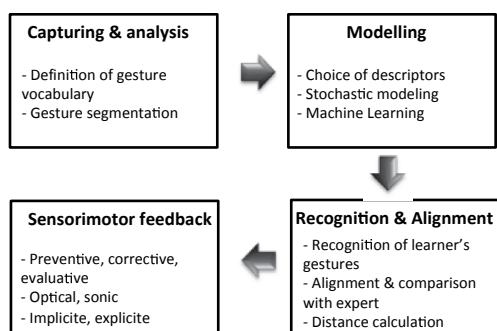 Capturing & analysis
- Definition of gesture
vocabulary
- Gesture segmentation
Modelling
- Choice of descriptors
- Stochastic modeling
- Machine Learning
Sensorimotor feedback
- Preventive, corrective,
evaluative
- Optical, sonic
- Implicite, explicite
Recognition & Alignment
- Recognition of learner's
gestures
- Alignment & comparison
with expert
- Distance calculation